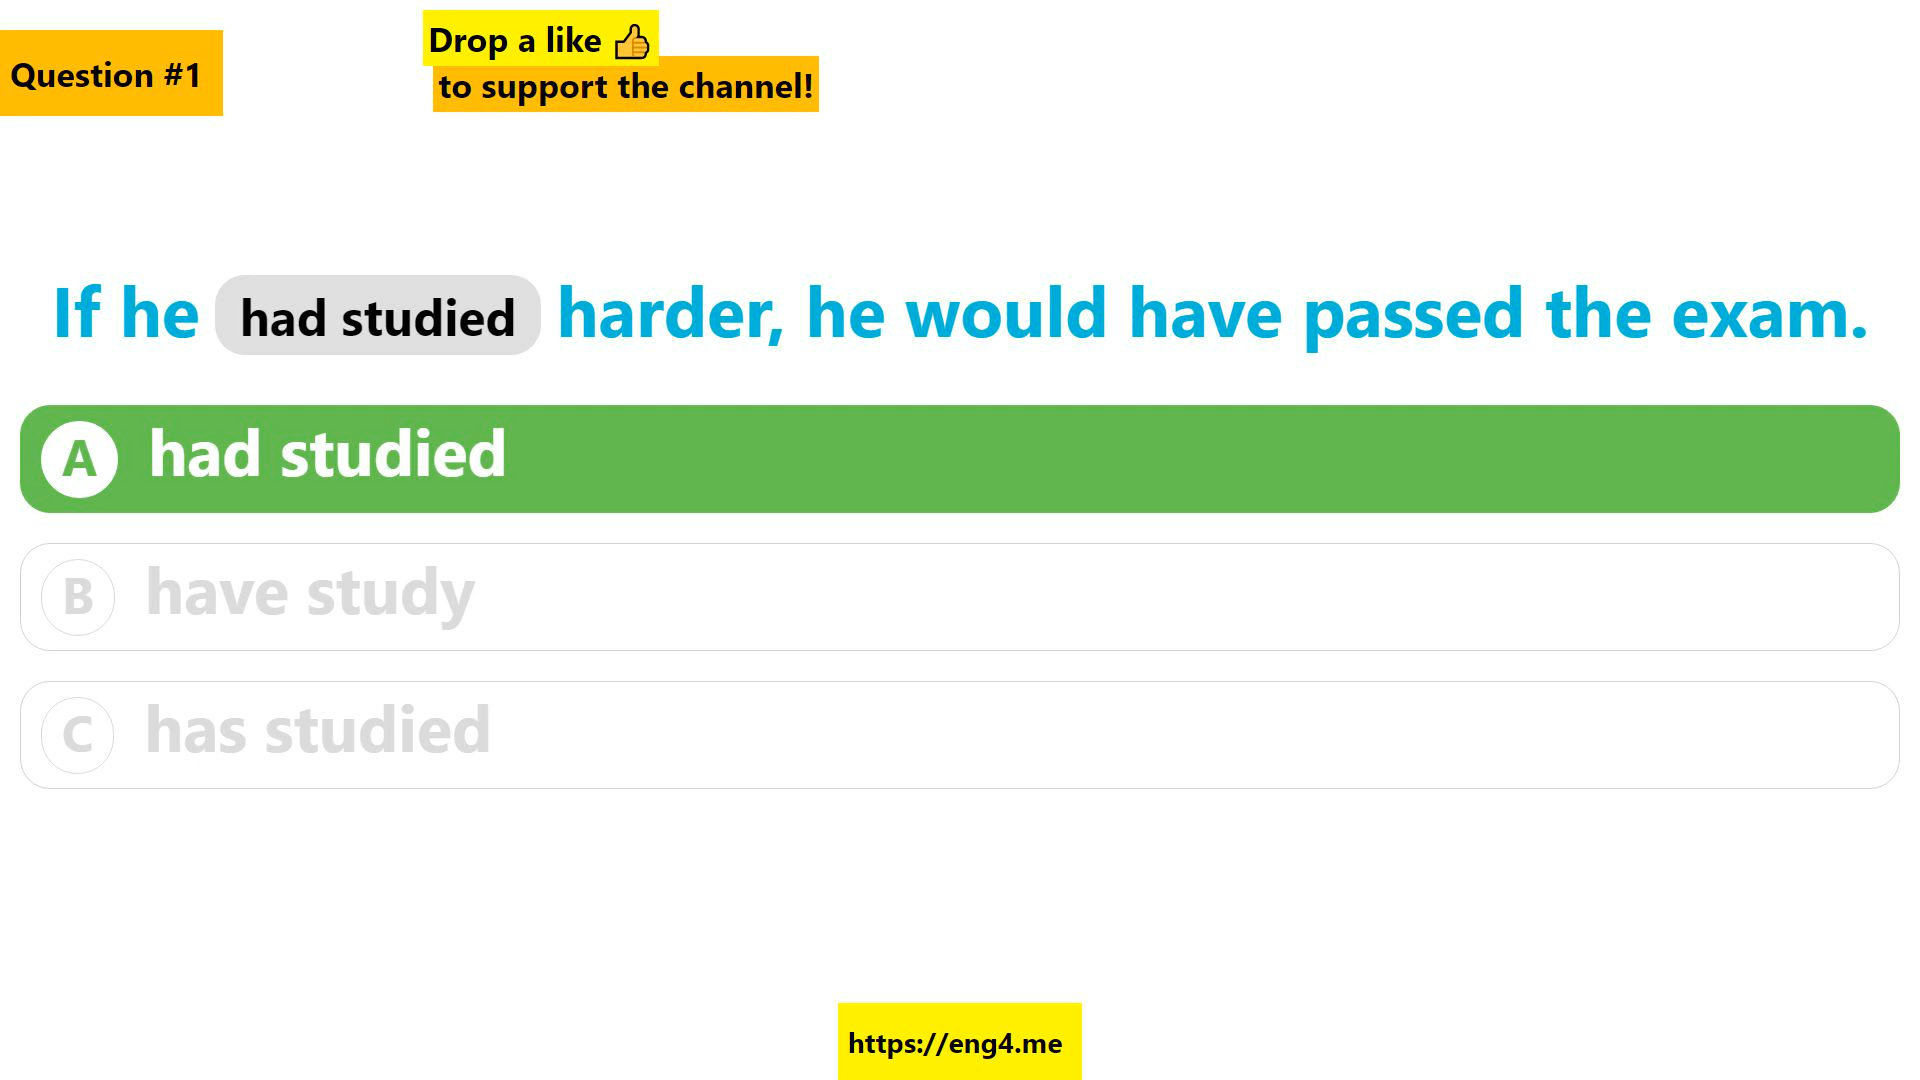 Question #1
Drop a like 👍
to support the channel!
If he had studied harder, he would have passed the exam.
A had studied
B have study
C has studied
https://eng4.me